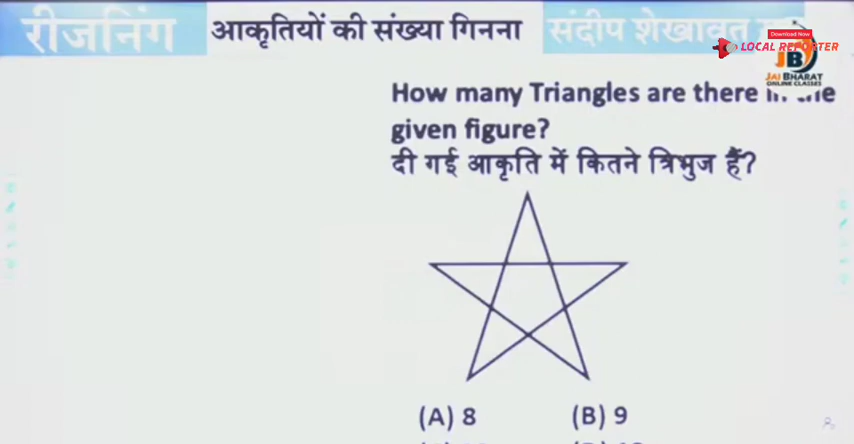 रीजनिंग
आकृतियों की संख्या गिनना
संदीप शेखावत
Download Now
LOCAL REPORTER
JB
JAI BHARAT
ONLINE CLASSES
How many Triangles are there in the
given figure?
दी गई आकृति में कितने त्रिभुज हैं?
(A) 8
(B) 9